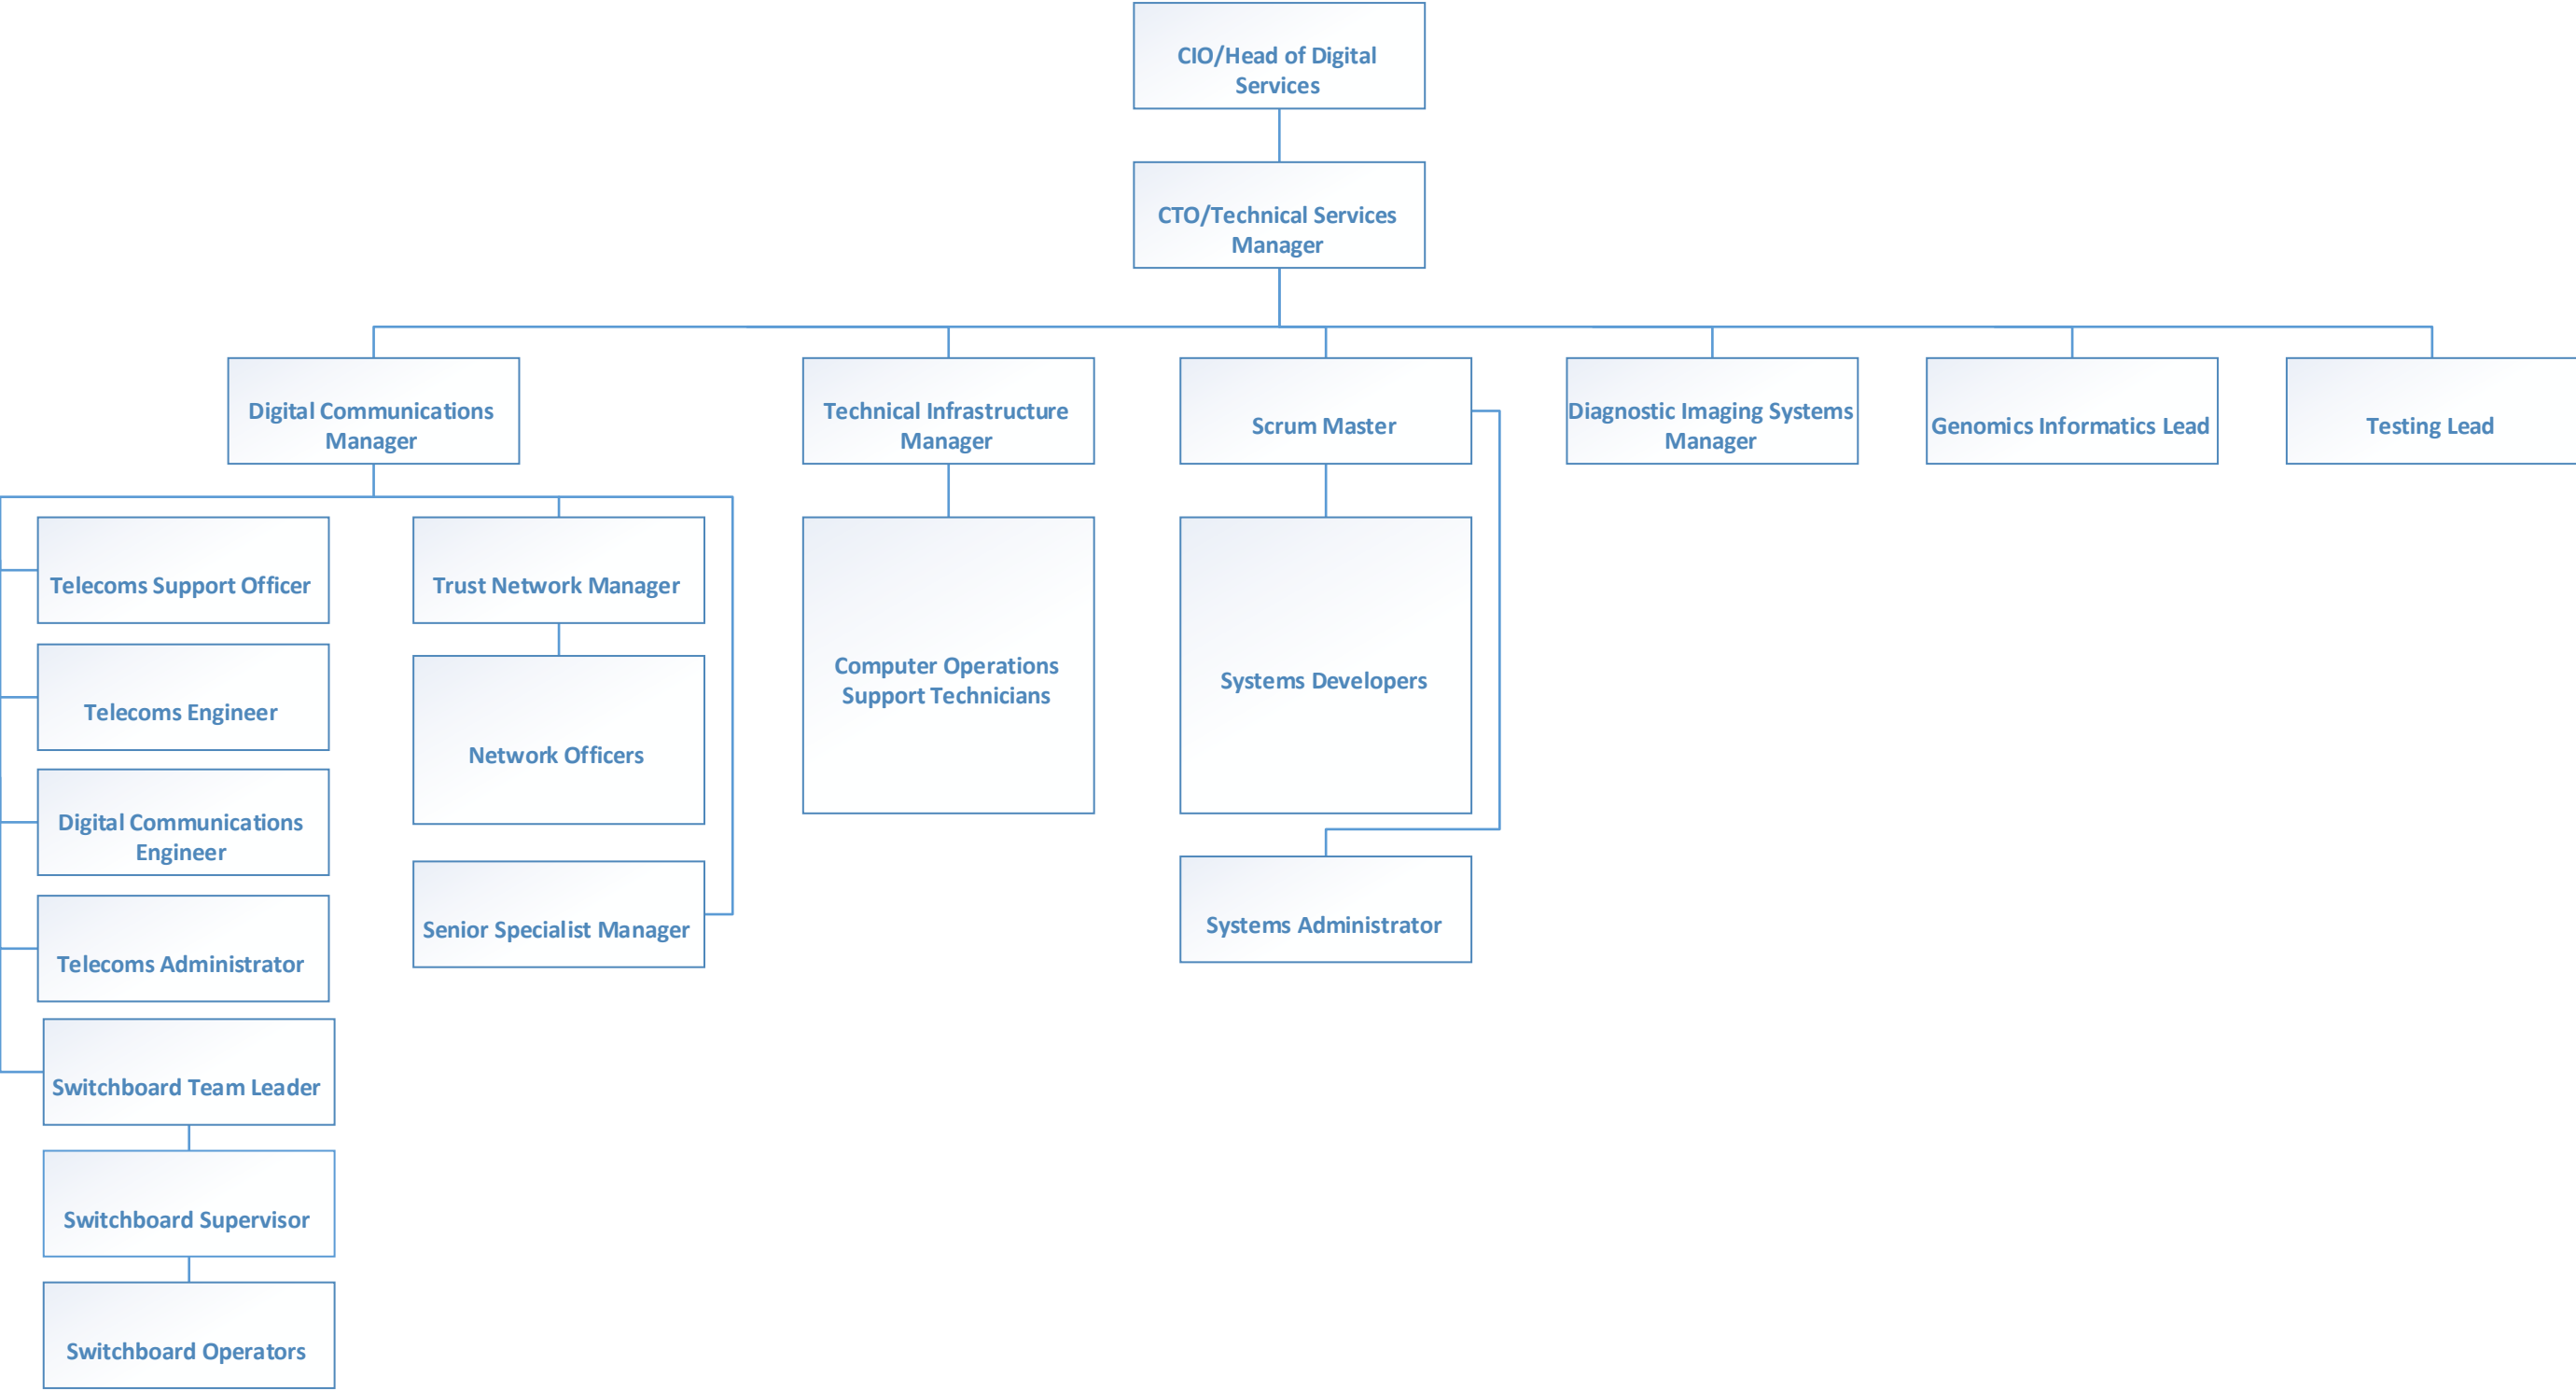 CIO/Head of Digital
Services
CTO/Technical Services
Manager
Digital Communications
Manager
Technical Infrastructure
Manager
Scrum Master
Diagnostic Imaging Systems
Manager
Genomics Informatics Lead
Testing Lead
Telecoms Support Officer
Trust Network Manager
Computer Operations
Support Technicians
Systems Developers
Telecoms Engineer
Network Officers
Digital Communications
Engineer
Senior Specialist Manager
Systems Administrator
Telecoms Administrator
Switchboard Team Leader
Switchboard Supervisor
Switchboard Operators